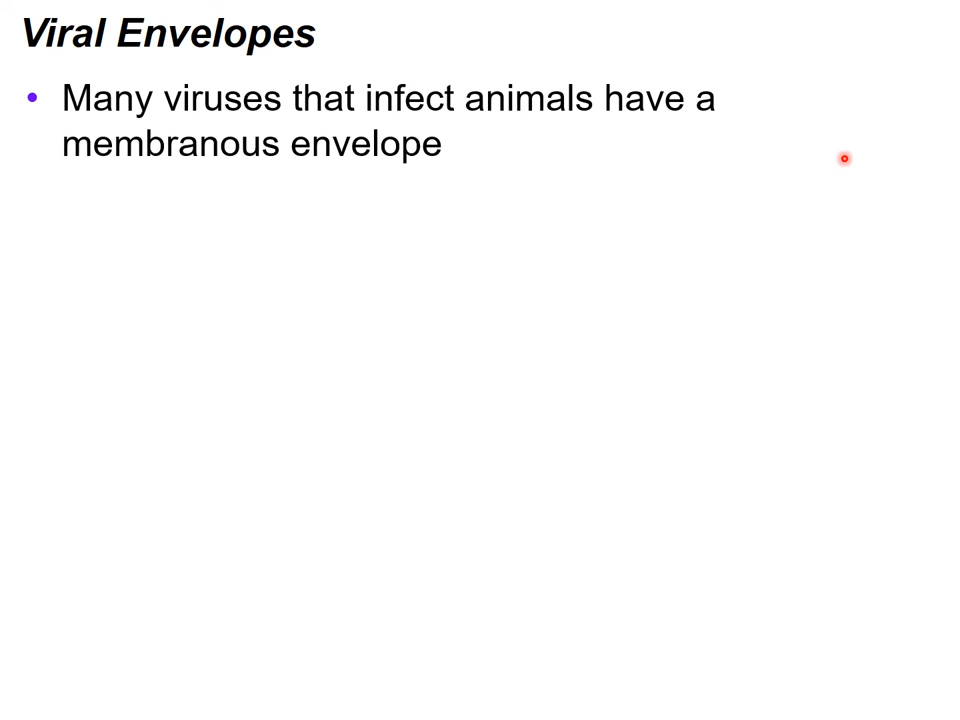 Viral Envelopes
• Many viruses that infect animals have a
membranous envelope